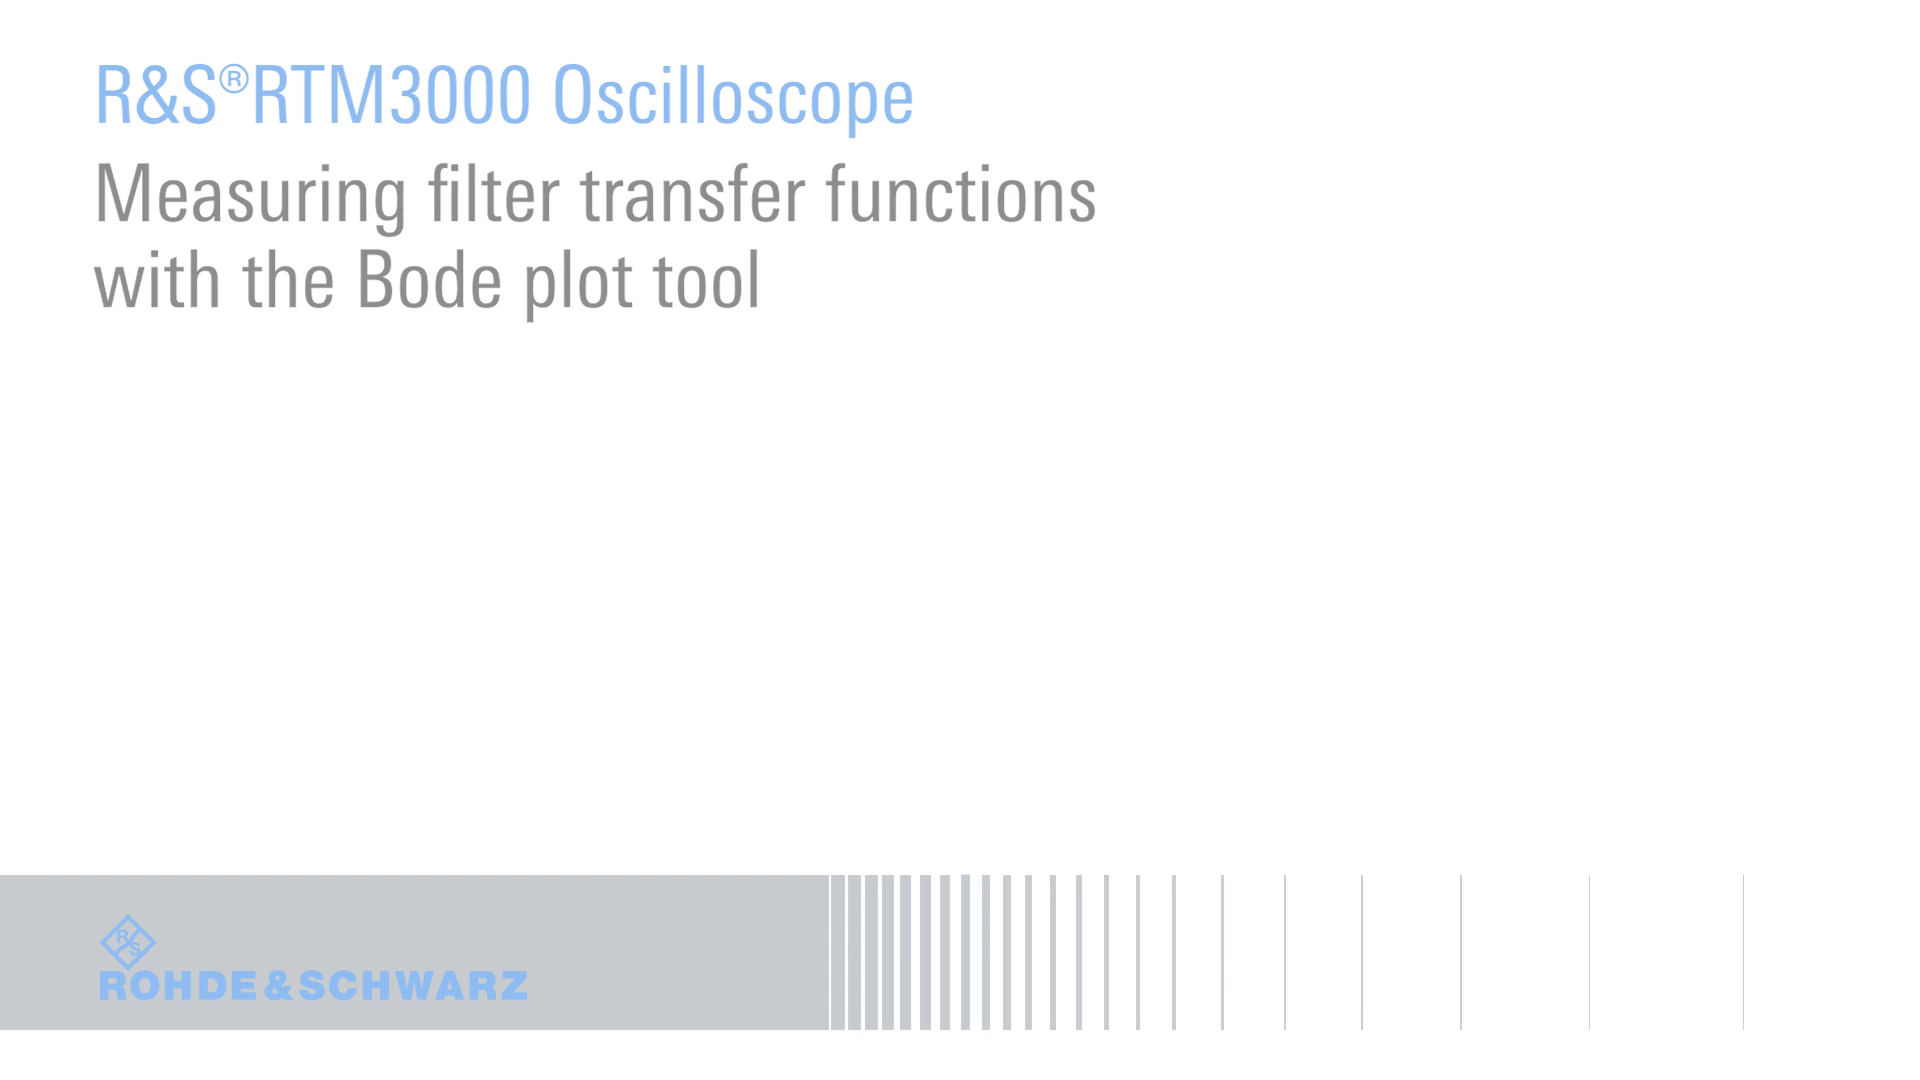 R&S®RTM3000 Oscilloscope
Measuring filter transfer functions
with the Bode plot tool
R S
ROHDE&SCHWARZ